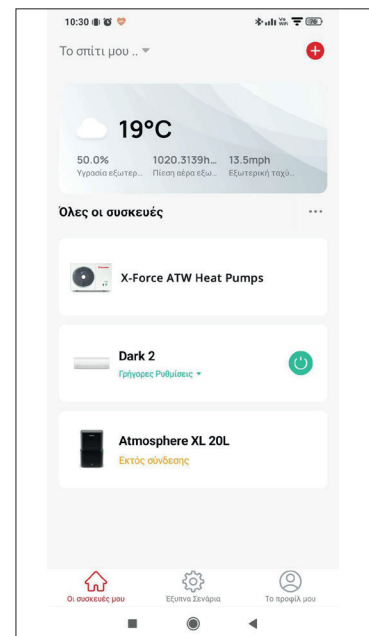 10:30
Το σπίτι μου ..
19°C
50.0% 1020.3139h... 13.5mph
Υγρασία εξωτερ... Πίεση αέρα εξω... Εξωτερική ταχύ...
Όλες οι συσκευές
X-Force ATW Heat Pumps
Dark 2
Γρήγορες Ρυθμίσεις
Atmosphere XL 20L
Εκτός σύνδεσης
Οι συσκευές μου Έξυπνα Σενάρια Το προφίλ μου